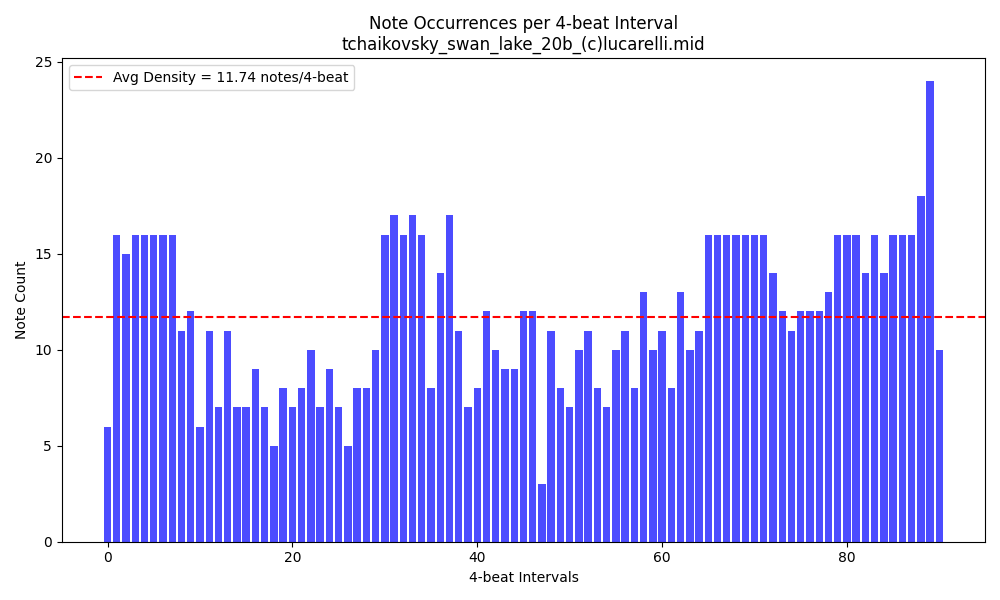 Note Occurrences per 4-beat Interval
tchaikovsky_swan_lake_20b_(c)lucarelli.mid
Avg Density = 11.74 notes/4-beat
Note Count
25
20
15
10
5
0
0 20 40 60 80
4-beat Intervals